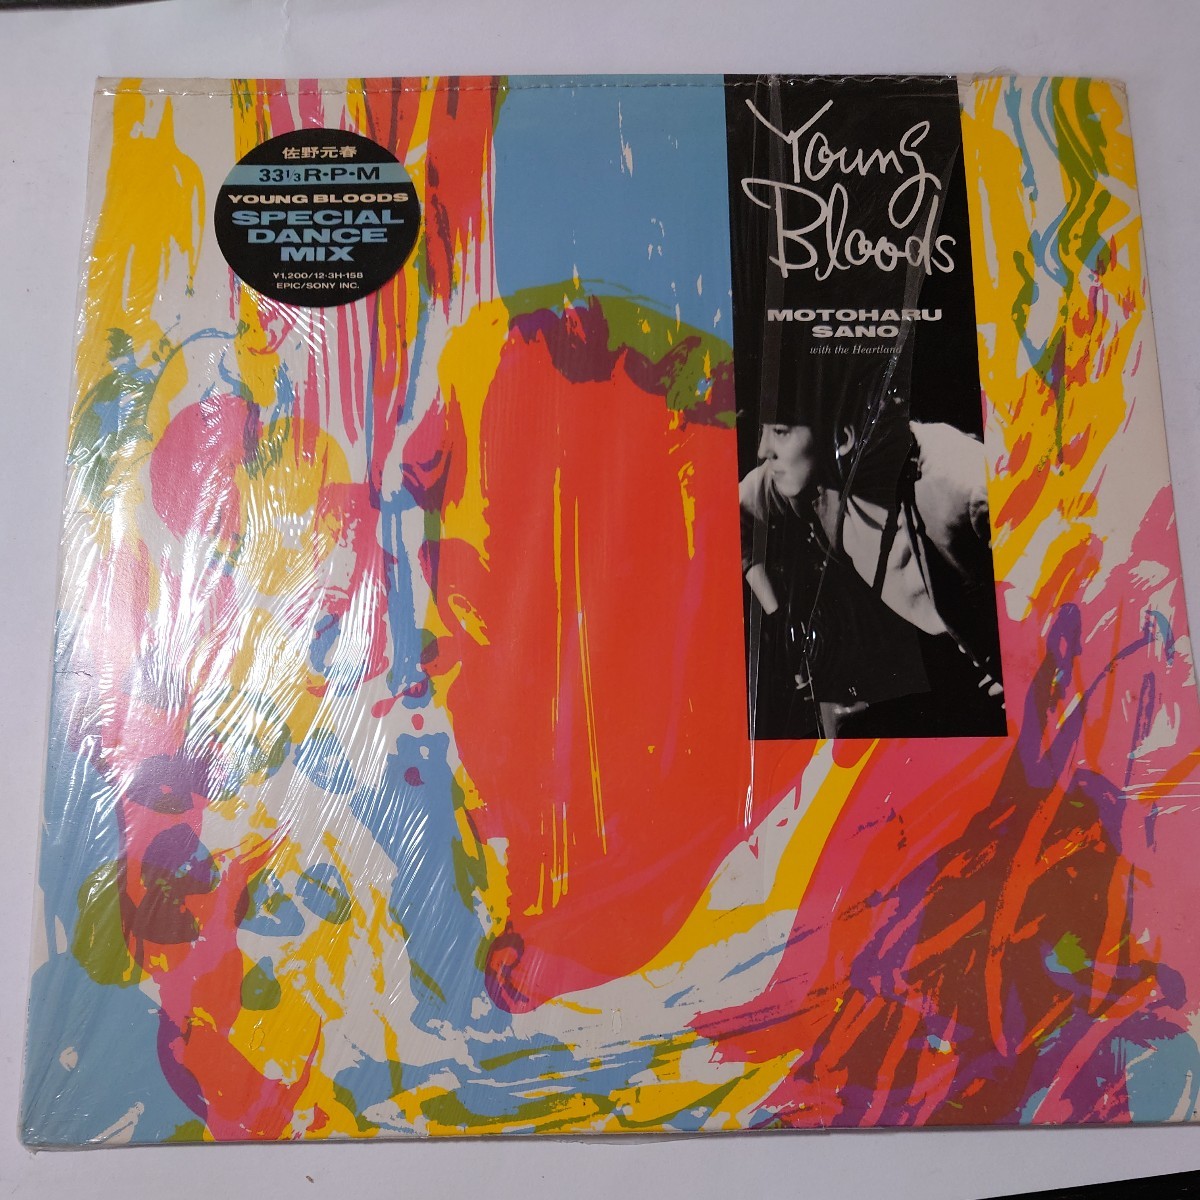 佐野元春
33 1/3 R·P·M
YOUNG BLOODS
SPECIAL
DANCE
MIX
¥1,200/12·3H-158
EPIC/SONY INC.
Young
Bloods
MOTOHARU
SANO
with the Heartland